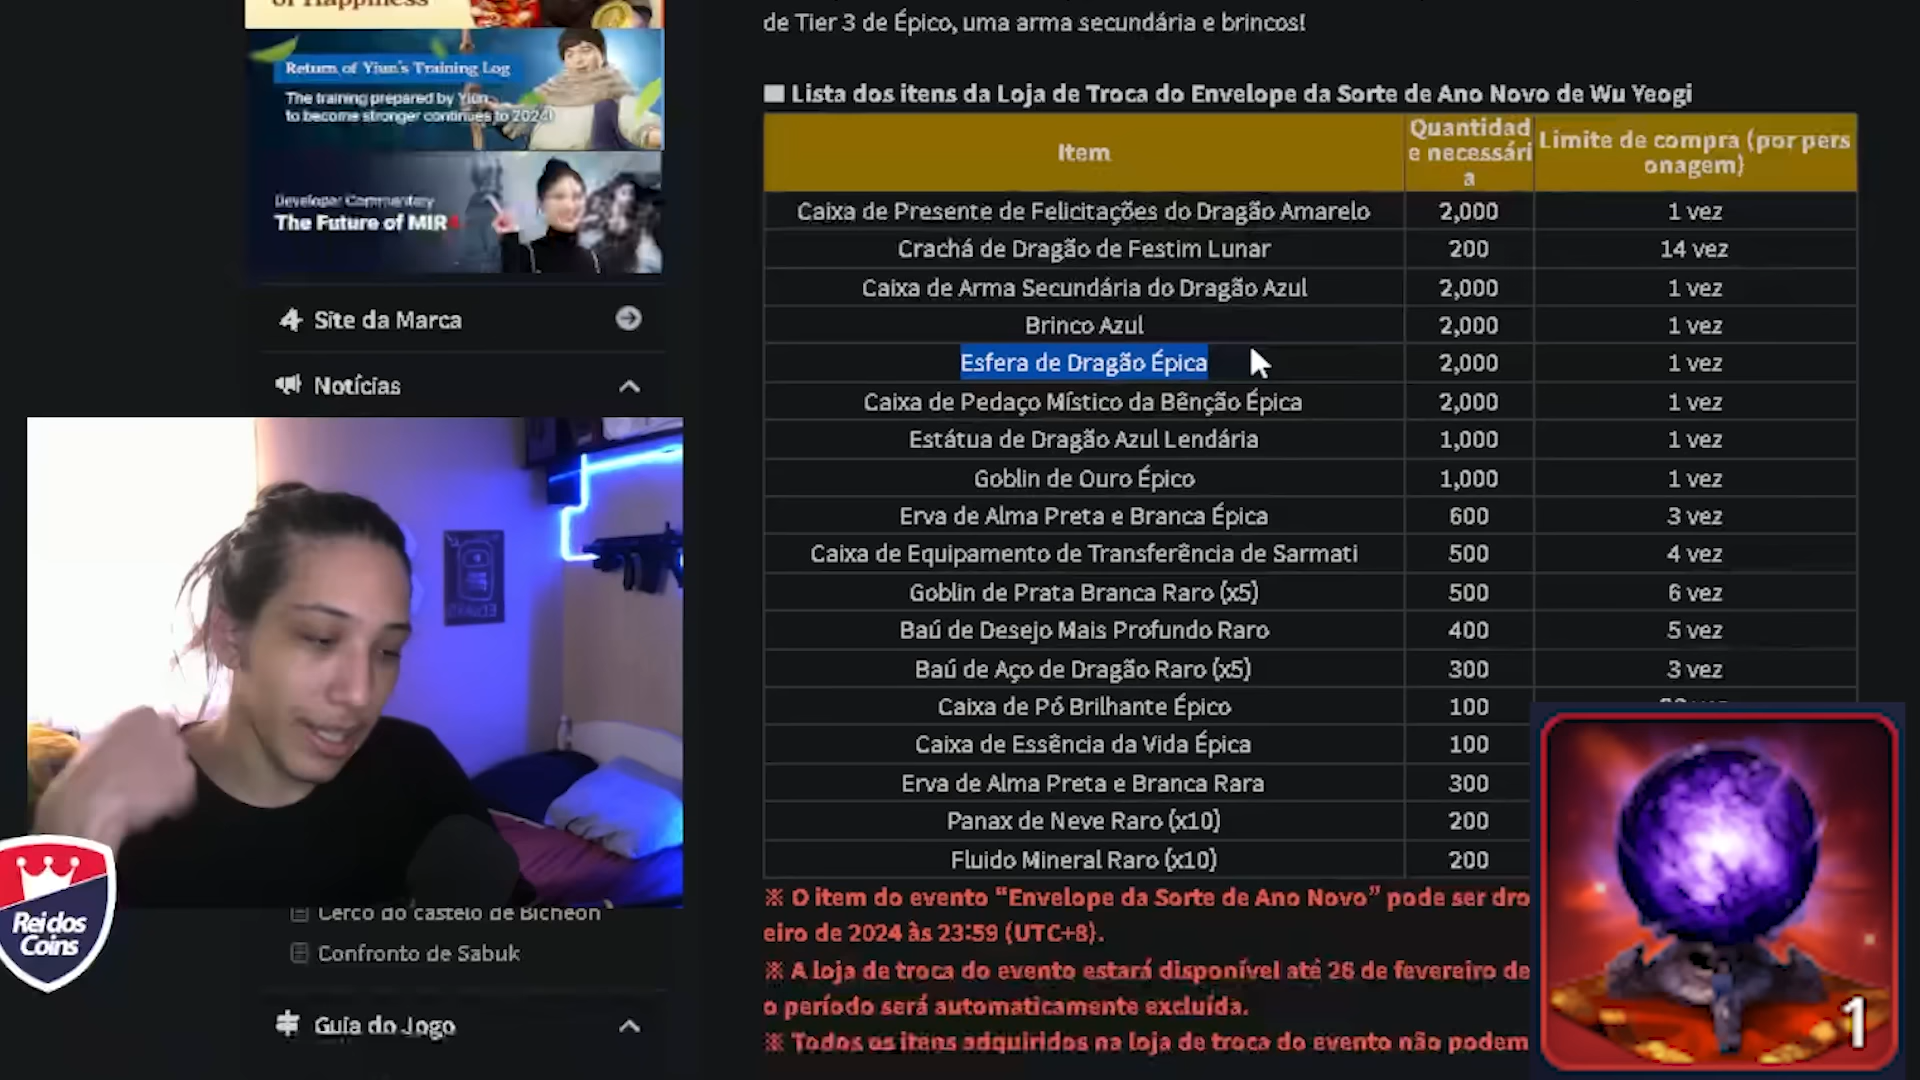 of Happiness
Return of Yiun's Training Log
The training prepared by Yiun
to become stronger continues to 2024!
Developer Commentary
The Future of MIR4
Site da Marca
Notícias
Cerco do castelo de Bicheon
Confronto de Sabuk
Guia do Jogo
Rei dos
Coins
de Tier 3 de Épico, uma arma secundária e brincos!
■ Lista dos itens da Loja de Troca do Envelope da Sorte de Ano Novo de Wu Yeogi
Item Quantidad
e necessári
a Limite de compra (por pers
onagem)
Caixa de Presente de Felicitações do Dragão Amarelo 2,000 1 vez
Crachá de Dragão de Festim Lunar 200 14 vez
Caixa de Arma Secundária do Dragão Azul 2,000 1 vez
Brinco Azul 2,000 1 vez
Esfera de Dragão Épica 2,000 1 vez
Caixa de Pedaço Místico da Bênção Épica 2,000 1 vez
Estátua de Dragão Azul Lendária 1,000 1 vez
Goblin de Ouro Épico 1,000 1 vez
Erva de Alma Preta e Branca Épica 600 3 vez
Caixa de Equipamento de Transferência de Sarmati 500 4 vez
Goblin de Prata Branca Raro (x5) 500 6 vez
Baú de Desejo Mais Profundo Raro 400 5 vez
Baú de Aço de Dragão Raro (x5) 300 3 vez
Caixa de Pó Brilhante Épico 100
Caixa de Essência da Vida Épica 100
Erva de Alma Preta e Branca Rara 300
Panax de Neve Raro (x10) 200
Fluido Mineral Raro (x10) 200
※ O item do evento “Envelope da Sorte de Ano Novo” pode ser dro
eiro de 2024 às 23:59 (UTC+8).
※ A loja de troca do evento estará disponível até 26 de fevereiro de
o período será automaticamente excluída.
※ Todos os itens adquiridos na loja de troca do evento não podem
1